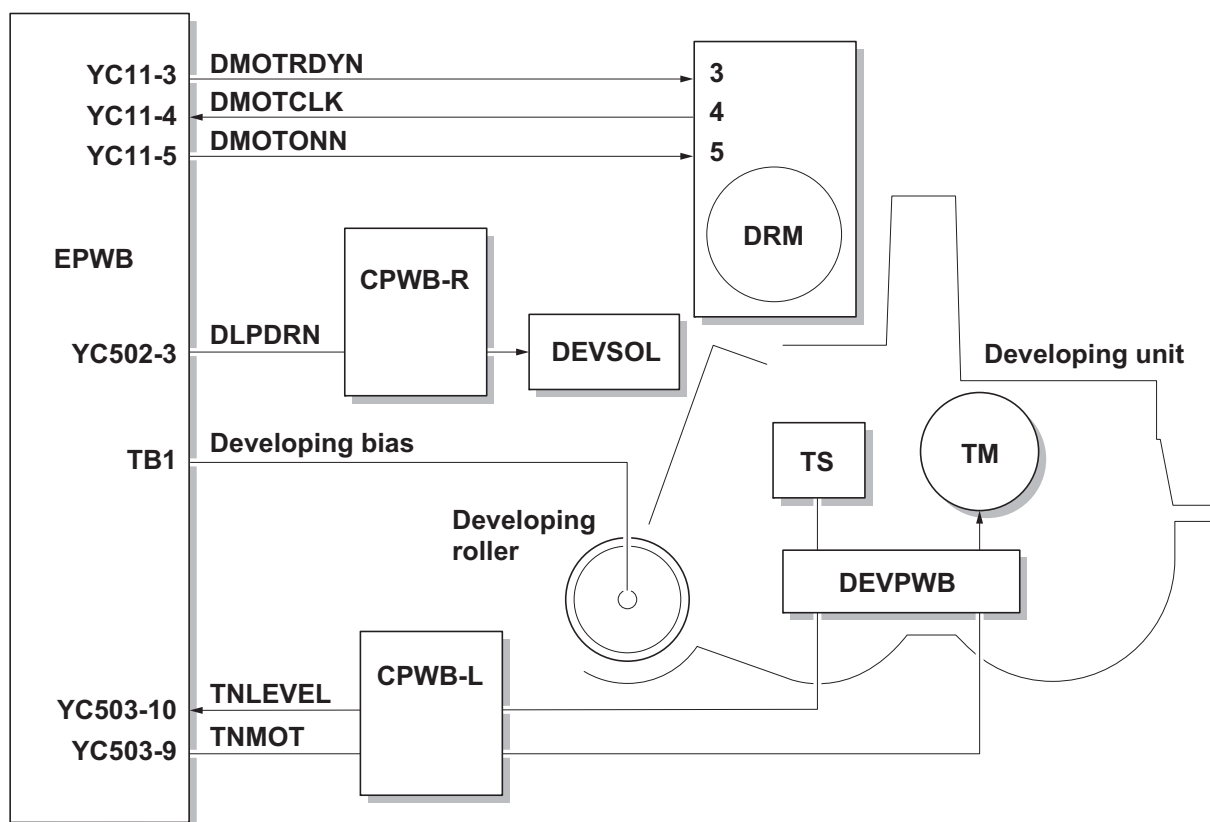 YC11-3 DMOTRDYN 3
YC11-4 DMOTCLK 4
YC11-5 DMOTONN 5
DRM
EPWB
CPWB-R
YC502-3 DLPDRN
DEVSOL
Developing unit
TB1 Developing bias
TS
TM
Developing
roller
DEVPWB
CPWB-L
YC503-10 TNLEVEL
YC503-9 TNMOT